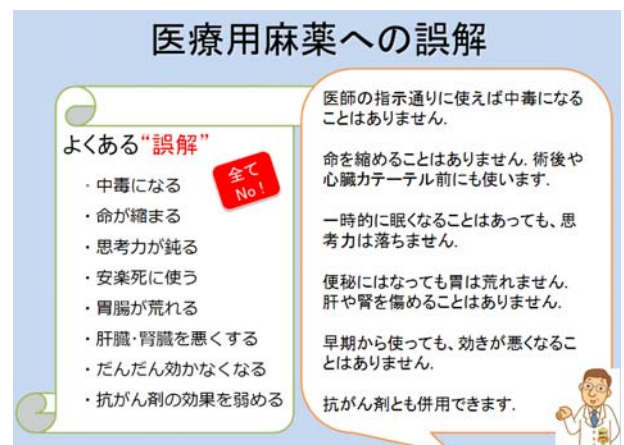 医療用麻薬への誤解
よくある“誤解”
全て
No！
・中毒になる
・命が縮まる
・思考力が鈍る
・安楽死に使う
・胃腸が荒れる
・肝臓・腎臓を悪くする
・だんだん効かなくなる
・抗がん剤の効果を弱める
医師の指示通りに使えば中毒になる
ことはありません.
命を縮めることはありません. 術後や
心臓カテーテル前にも使います.
一時的に眠くなることはあっても、思
考力は落ちません.
便秘にはなっても胃は荒れません.
肝や腎を傷めることはありません.
早期から使っても、効きが悪くなるこ
とはありません.
抗がん剤とも併用できます.